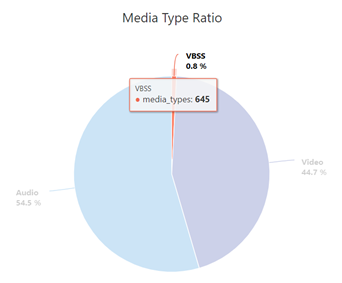 Media Type Ratio
VBSS
0.8 %
VBSS
media_types: 645
Video
44.7 %
Audio
54.5 %